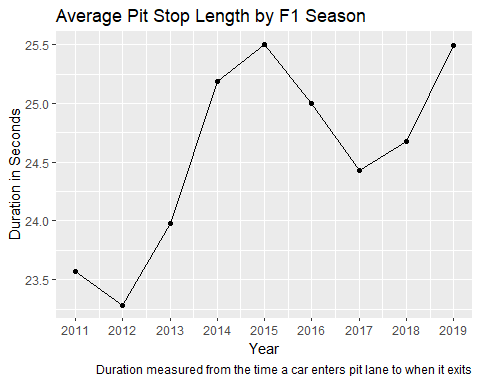 Average Pit Stop Length by F1 Season
Duration in Seconds
25.5
25.0
24.5
24.0
23.5
2011 2012 2013 2014 2015 2016 2017 2018 2019
Year
Duration measured from the time a car enters pit lane to when it exits